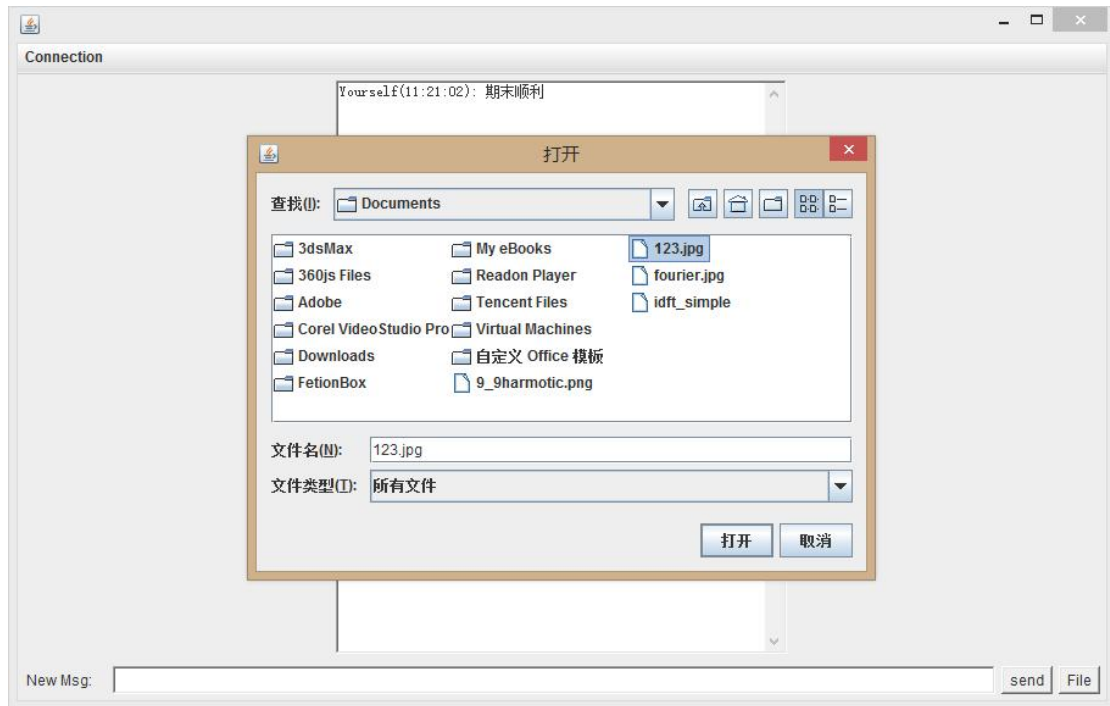 Connection
Yourself(11:21:02): 期末顺利
打开
查找(I): Documents
3dsMax
360js Files
Adobe
Corel VideoStudio Pro
Downloads
FetionBox
My eBooks
Readon Player
Tencent Files
Virtual Machines
自定义 Office 模板
9_9harmotic.png
123.jpg
fourier.jpg
idft_simple
文件名(N): 123.jpg
文件类型(T): 所有文件
打开 取消
New Msg: send File